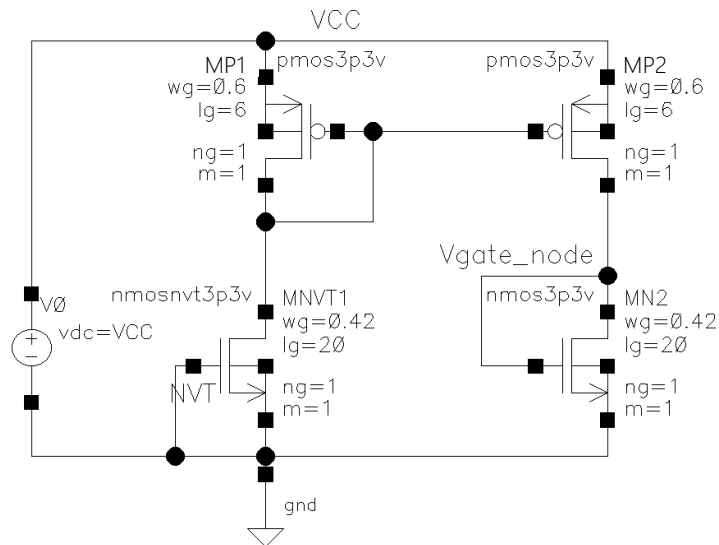 VCC
MP1
pmos3p3v
wg=0.6
lg=6
ng=1
m=1
pmos3p3v
MP2
wg=0.6
lg=6
ng=1
m=1
Vgate_node
V0
vdc=VCC
nmosnvt3p3v
MNVT1
wg=0.42
lg=20
NVT
ng=1
m=1
nmos3p3v
MN2
wg=0.42
lg=20
ng=1
m=1
gnd